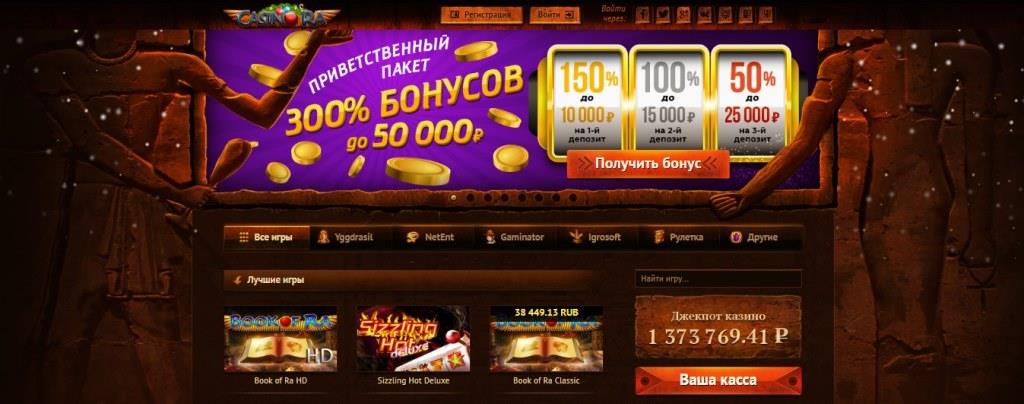 CASINO RA
Регистрация
Войти
Войти через:
ПРИВЕТСТВЕННЫЙ
ПАКЕТ
300% БОНУСОВ
до 50 000₽
150%
до
10 000 ₽
на 1-й
депозит
100%
до
15 000 ₽
на 2-й
депозит
50%
до
25 000 ₽
на 3-й
депозит
Получить бонус
Все игры
Yggdrasil
NetEnt
Gaminator
Igrosoft
Рулетка
Другие
Лучшие игры
Найти игру...
BOOK OF RA
HD
Sizzling
Hot
deluxe
38 449.13 RUB
BOOK OF RA
Book of Ra HD
Sizzling Hot Deluxe
Book of Ra Classic
Джекпот казино
1 373 769.41 ₽
Ваша касса